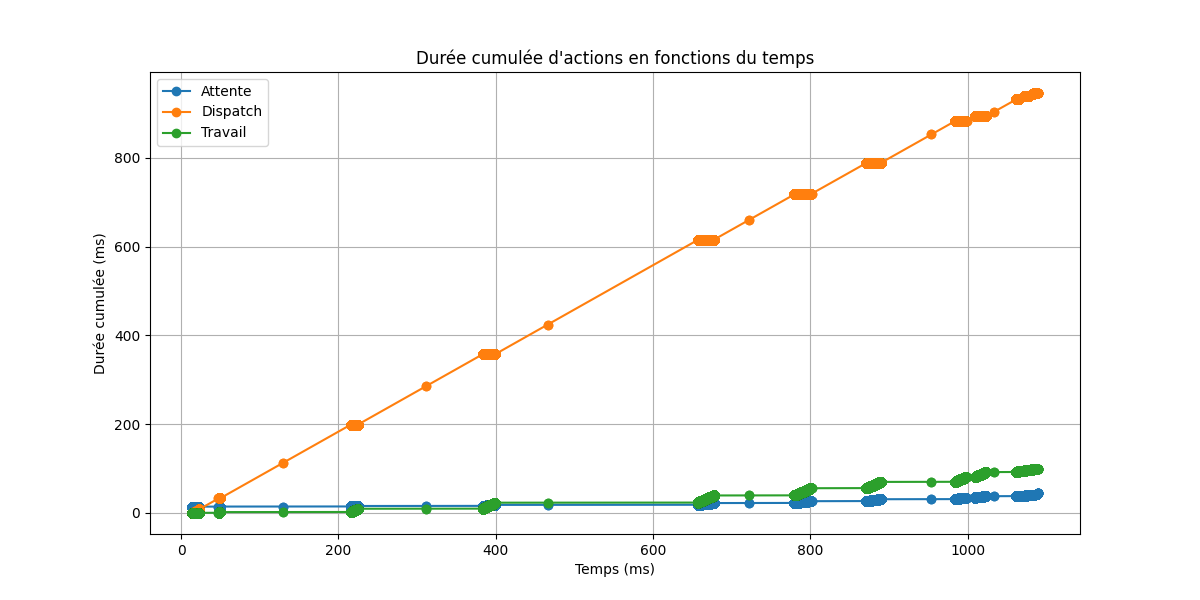 Durée cumulée d'actions en fonctions du temps
Attente
Dispatch
Travail
Durée cumulée (ms)
800
600
400
200
0
0 200 400 600 800 1000
Temps (ms)